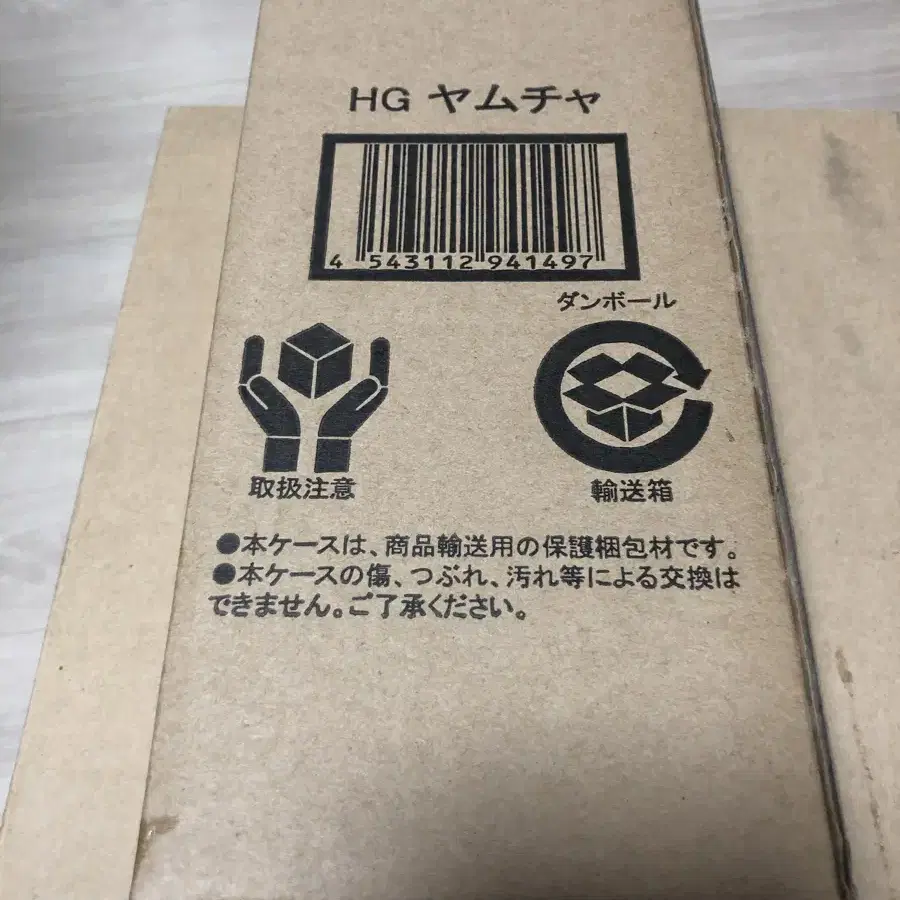 HG ヤムチャ
4 543112 941497
ダンボール
取扱注意
輸送箱
●本ケースは、商品輸送用の保護梱包材です。
●本ケースの傷、つぶれ、汚れ等による交換は
できません。ご了承ください。